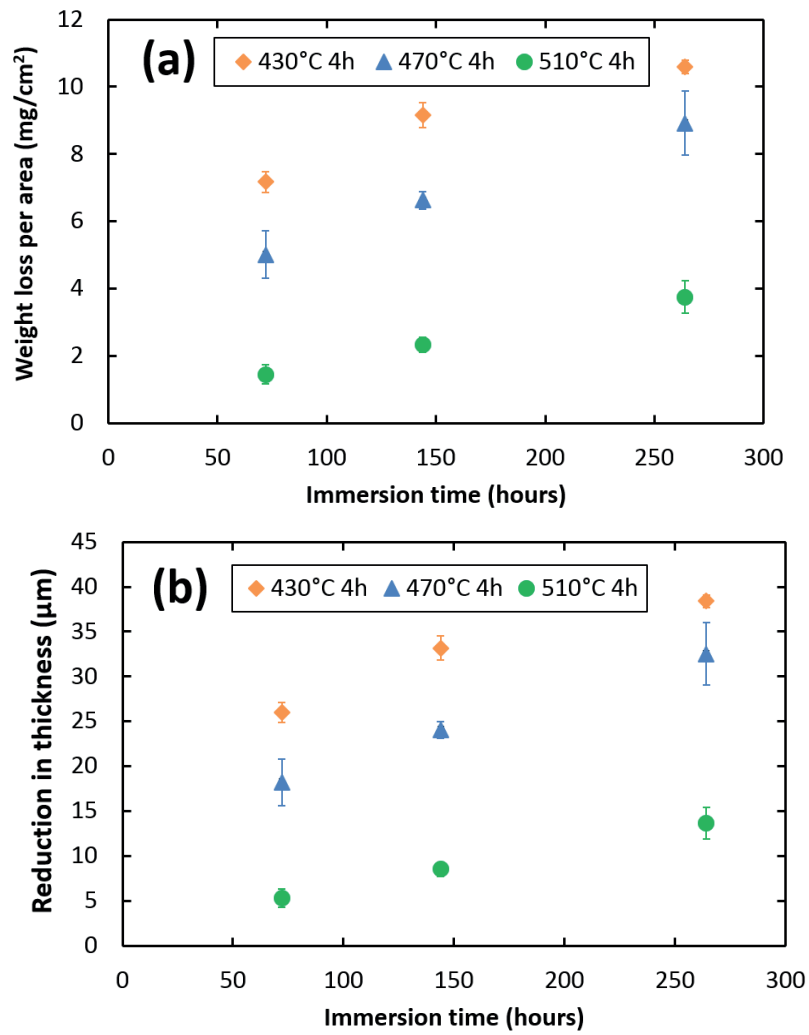 Weight loss per area (mg/cm²)
12
10
8
6
4
2
0
(a)
430°C 4h 470°C 4h 510°C 4h
0 50 100 150 200 250 300
Immersion time (hours)
Reduction in thickness (µm)
45
40
35
30
25
20
15
10
5
0
(b)
430°C 4h 470°C 4h 510°C 4h
0 50 100 150 200 250 300
Immersion time (hours)